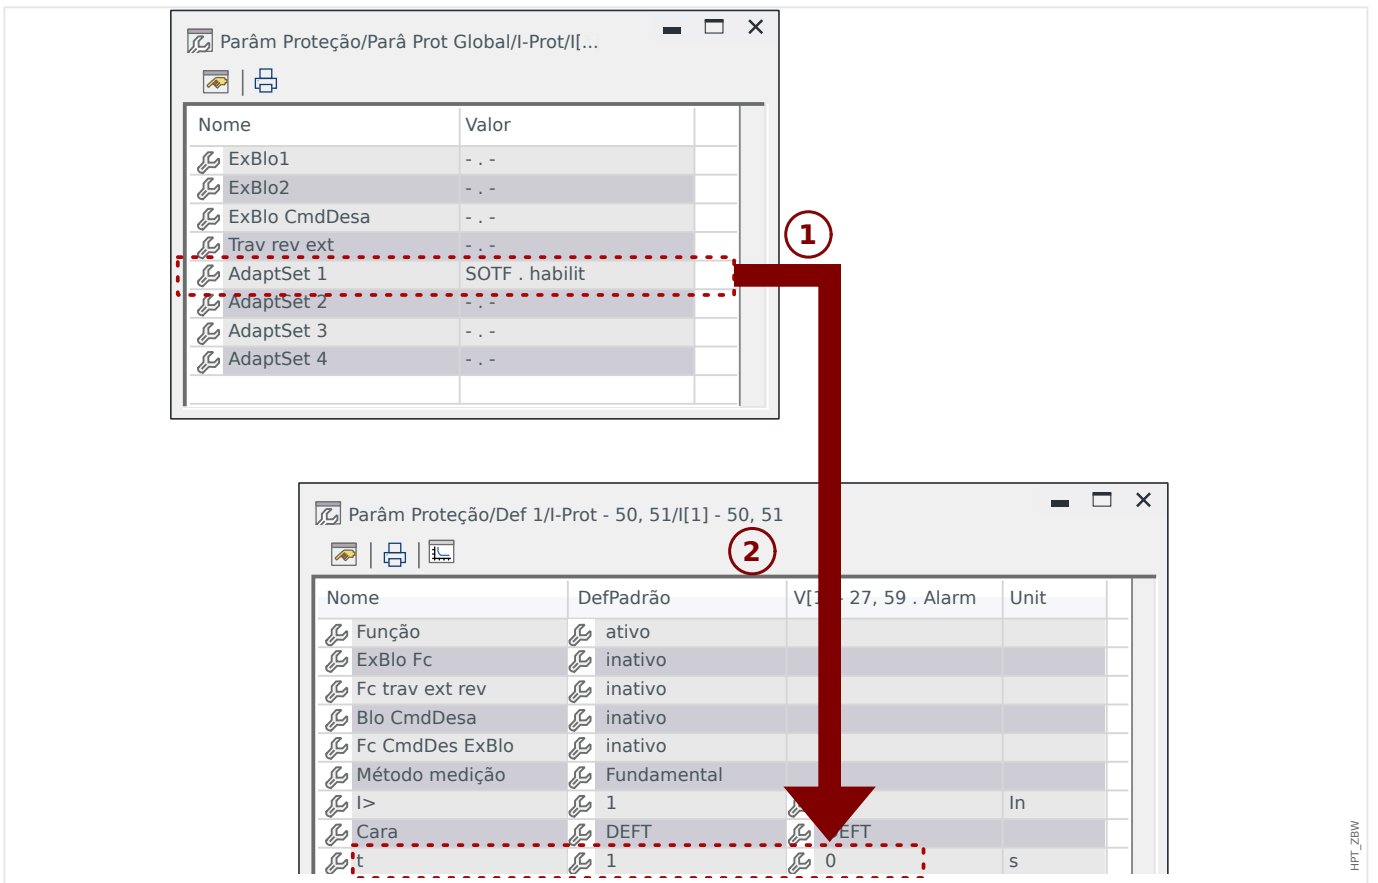 Parâm Proteção/Parâ Prot Global/I-Prot/I[...
Nome Valor
ExBlo1 - . -
ExBlo2 - . -
ExBlo CmdDesa - . -
Trav rev ext - . -
1
AdaptSet 1 SOTF . habilit
AdaptSet 2 - . -
AdaptSet 3 - . -
AdaptSet 4 - . -
Parâm Proteção/Def 1/I-Prot - 50, 51/I[1] - 50, 51
2
Nome DefPadrão 27, 59 . Alarm Unit
Função ativo
ExBlo Fc inativo
Fc trav ext rev inativo
Blo CmdDesa inativo
Fc CmdDes ExBlo inativo
Método medição Fundamental
I> 1 In
Cara DEFT
t 1 0 s
HPT_ZBW